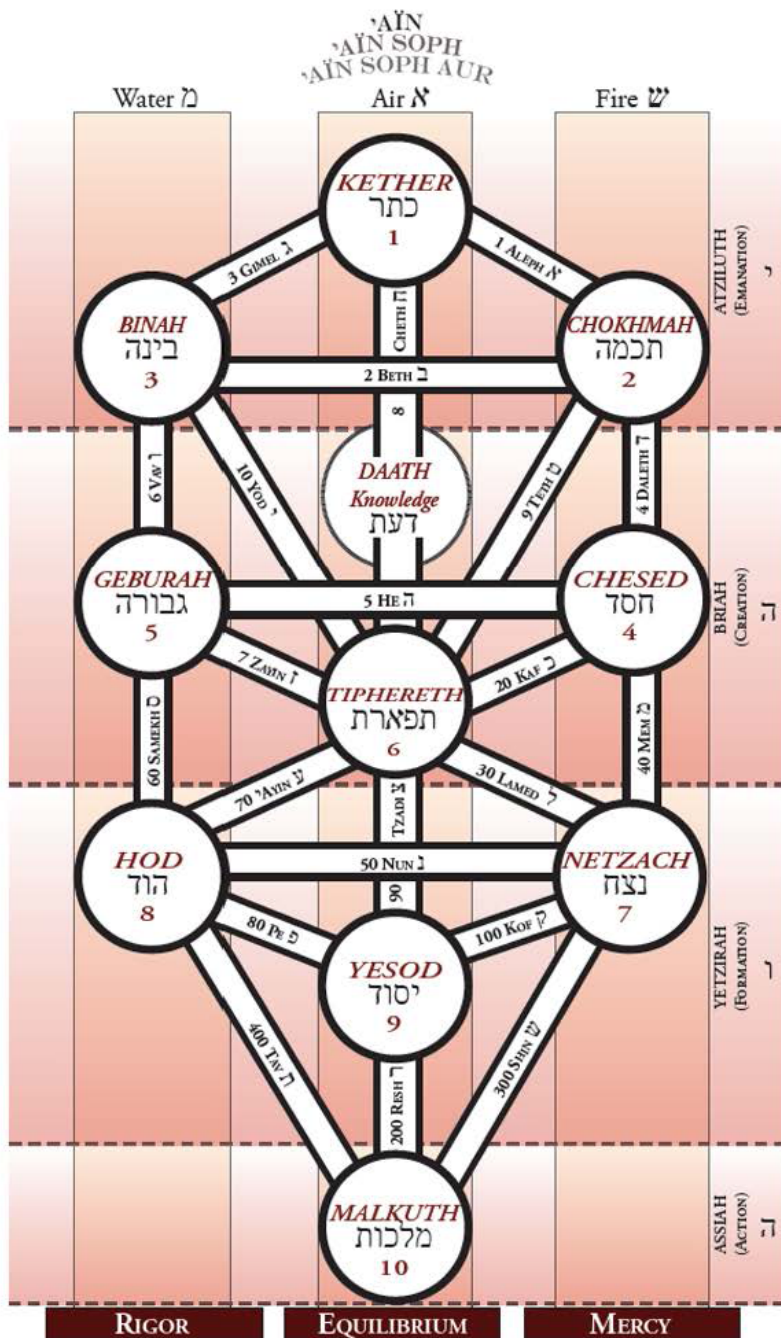 'AÏN
'AÏN SOPH
'AÏN SOPH AUR
Water מ
Air א
Fire ש
KETHER
כתר
1
3 GIMEL ג
1 ALEPH א
ATZILUTH
(EMANATION)
י
BINAH
בינה
3
8 CHETH ח
CHOKHMAH
תכמה
2
2 BETH ב
6 VAV ו
10 YOD י
DAATH
Knowledge
דעת
9 TETH ט
4 DALETH ד
GEBURAH
גבורה
5
5 HE ה
CHESED
חסד
4
BRIAH
(CREATION)
ה
7 ZAYIN ז
20 KAF כ
TIPHERETH
תפארת
6
60 SAMEKH ס
40 MEM מ
70 'AYIN ע
90 TZADI צ
30 LAMED ל
HOD
הוד
8
50 NUN נ
NETZACH
נצח
7
80 PE פ
100 KOF ק
YETZIRAH
(FORMATION)
ו
YESOD
יסוד
9
400 TAV ת
200 RESH ר
300 SHIN ש
MALKUTH
מלכות
10
ASSIAH
(ACTION)
ה
RIGOR
EQUILIBRIUM
MERCY